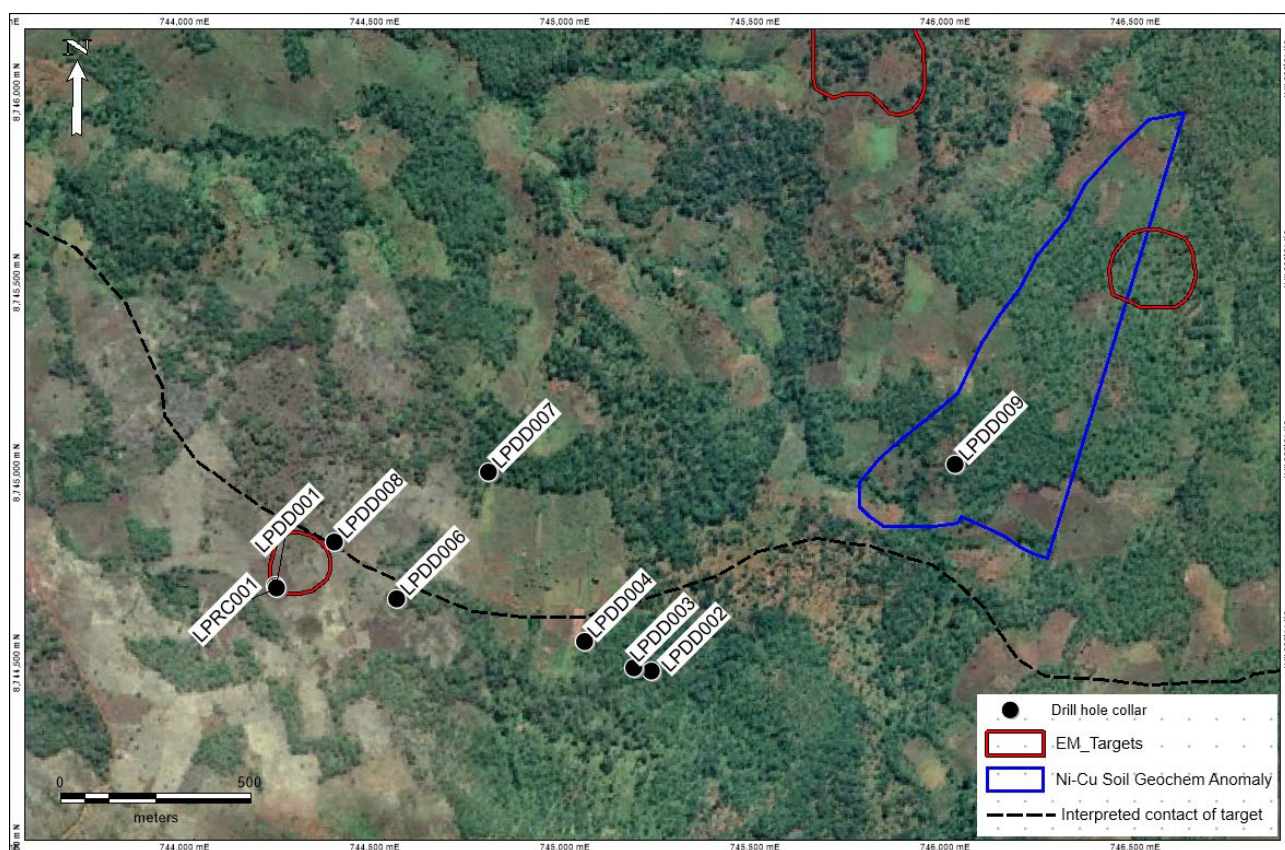 744,000 mE 744,500 mE 745,000 mE 745,500 mE 746,000 mE 746,500 mE
N
8,746,000 m N
8,745,500 m N
8,745,000 m N
8,744,500 m N
LPDD007
LPDD009
LPDD001
LPDD008
LPRC001
LPDD006
LPDD004
LPDD003
LPDD002
0 500
meters
Drill hole collar
EM_Targets
Ni-Cu Soil Geochem Anomaly
Interpreted contact of target
744,000 mE 744,500 mE 745,000 mE 745,500 mE 746,000 mE 746,500 mE